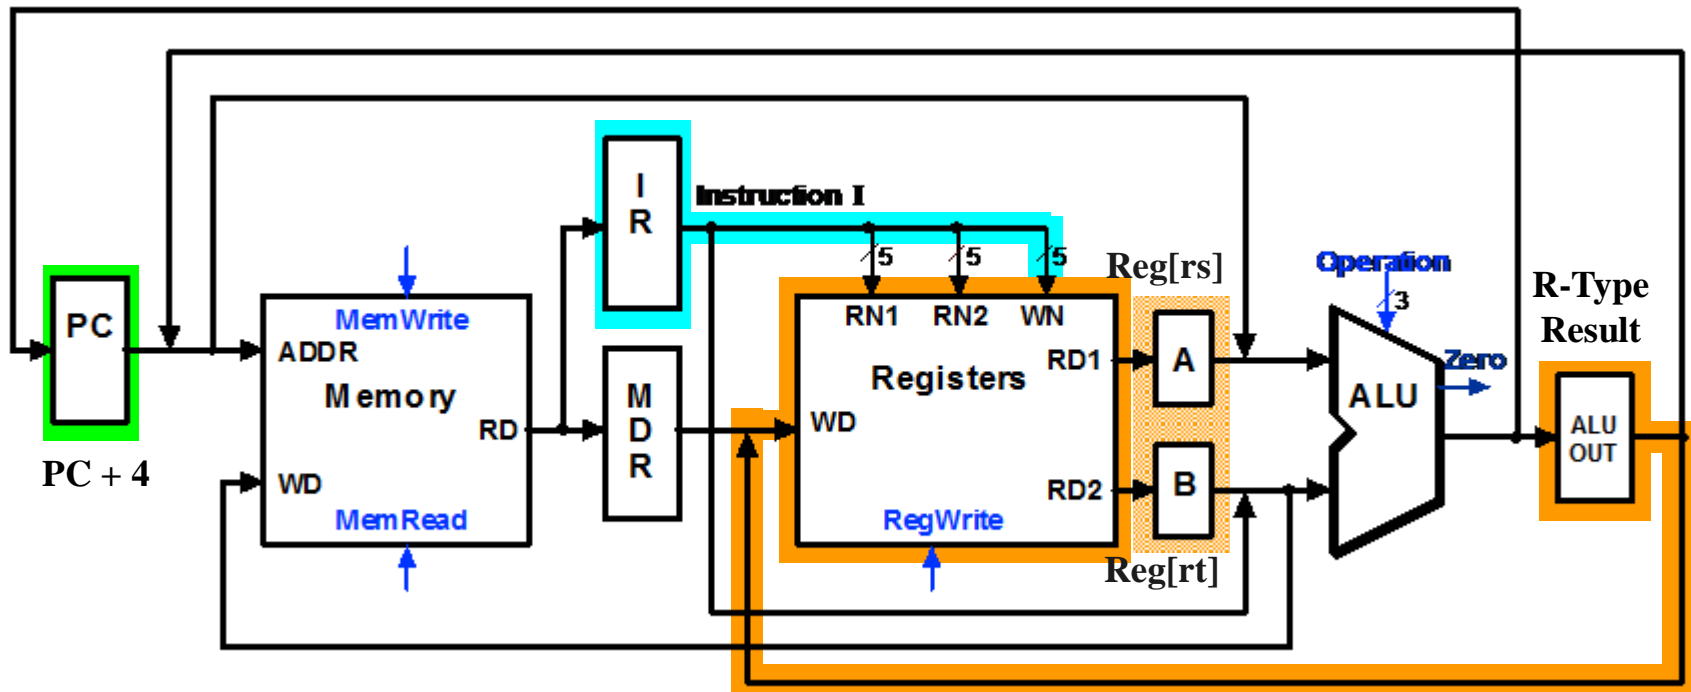 I
R
Instruction I
5
5
5
Reg[rs]
Operation
3
R-Type
Result
PC
PC + 4
MemWrite
ADDR
Memory
RD
WD
MemRead
M
D
R
RN1
RN2
WN
RD1
Registers
WD
RD2
RegWrite
A
B
Reg[rt]
Zero
ALU
ALU
OUT